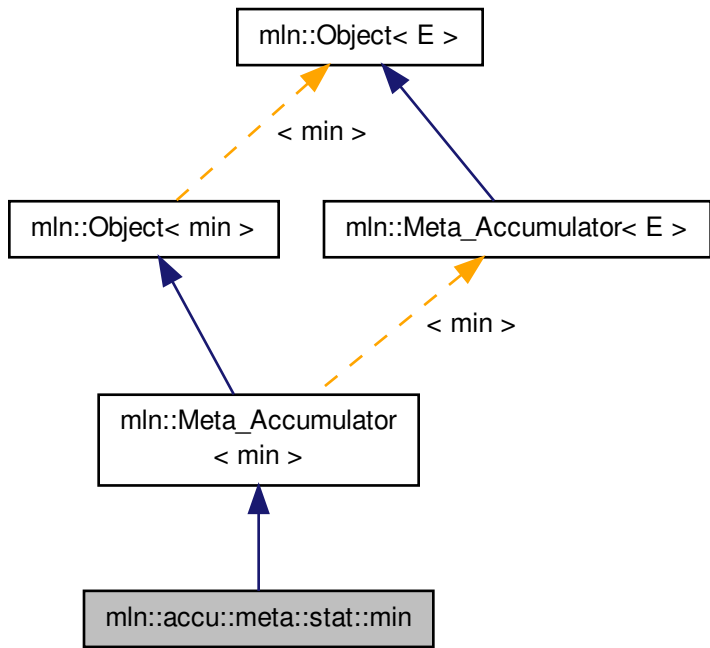 mln::Object< E >
< min >
mln::Object< min >
mln::Meta_Accumulator< E >
< min >
mln::Meta_Accumulator
< min >
mln::accu::meta::stat::min